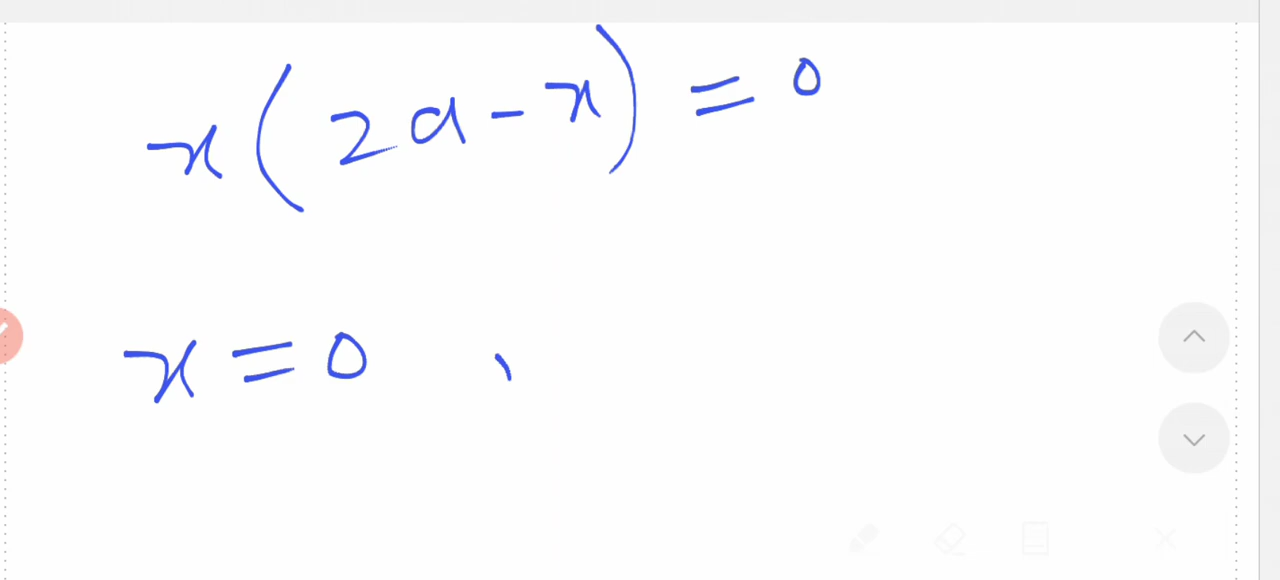 x(2a-x) = 0
x = 0 ,